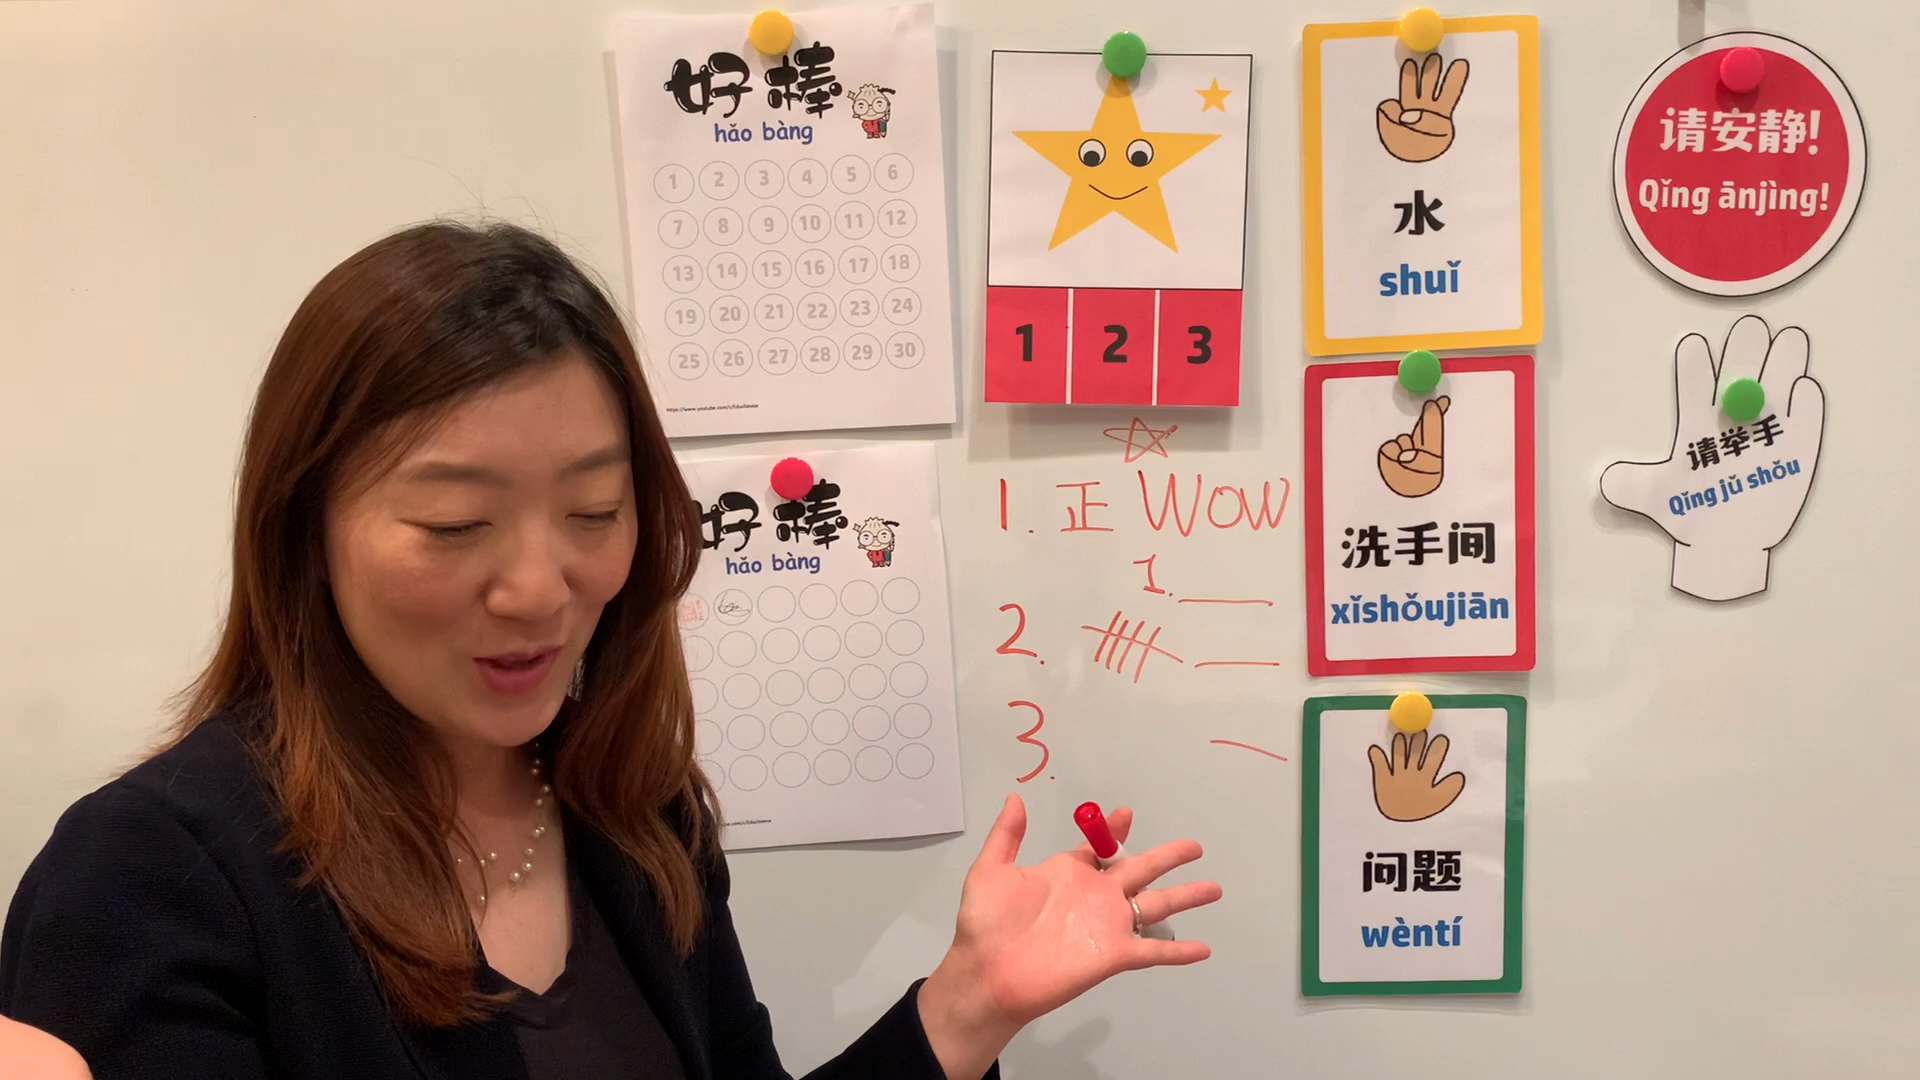 好棒
hǎo bàng
1 2 3 4 5 6
7 8 9 10 11 12
13 14 15 16 17 18
19 20 21 22 23 24
25 26 27 28 29 30
好棒
hǎo bàng
1 2 3
1. 正 WOW
1.
2.
3.
水
shuǐ
洗手间
xǐshǒujiān
问题
wèntí
请安静!
Qǐng ānjìng!
请举手
Qǐng jǔ shǒu